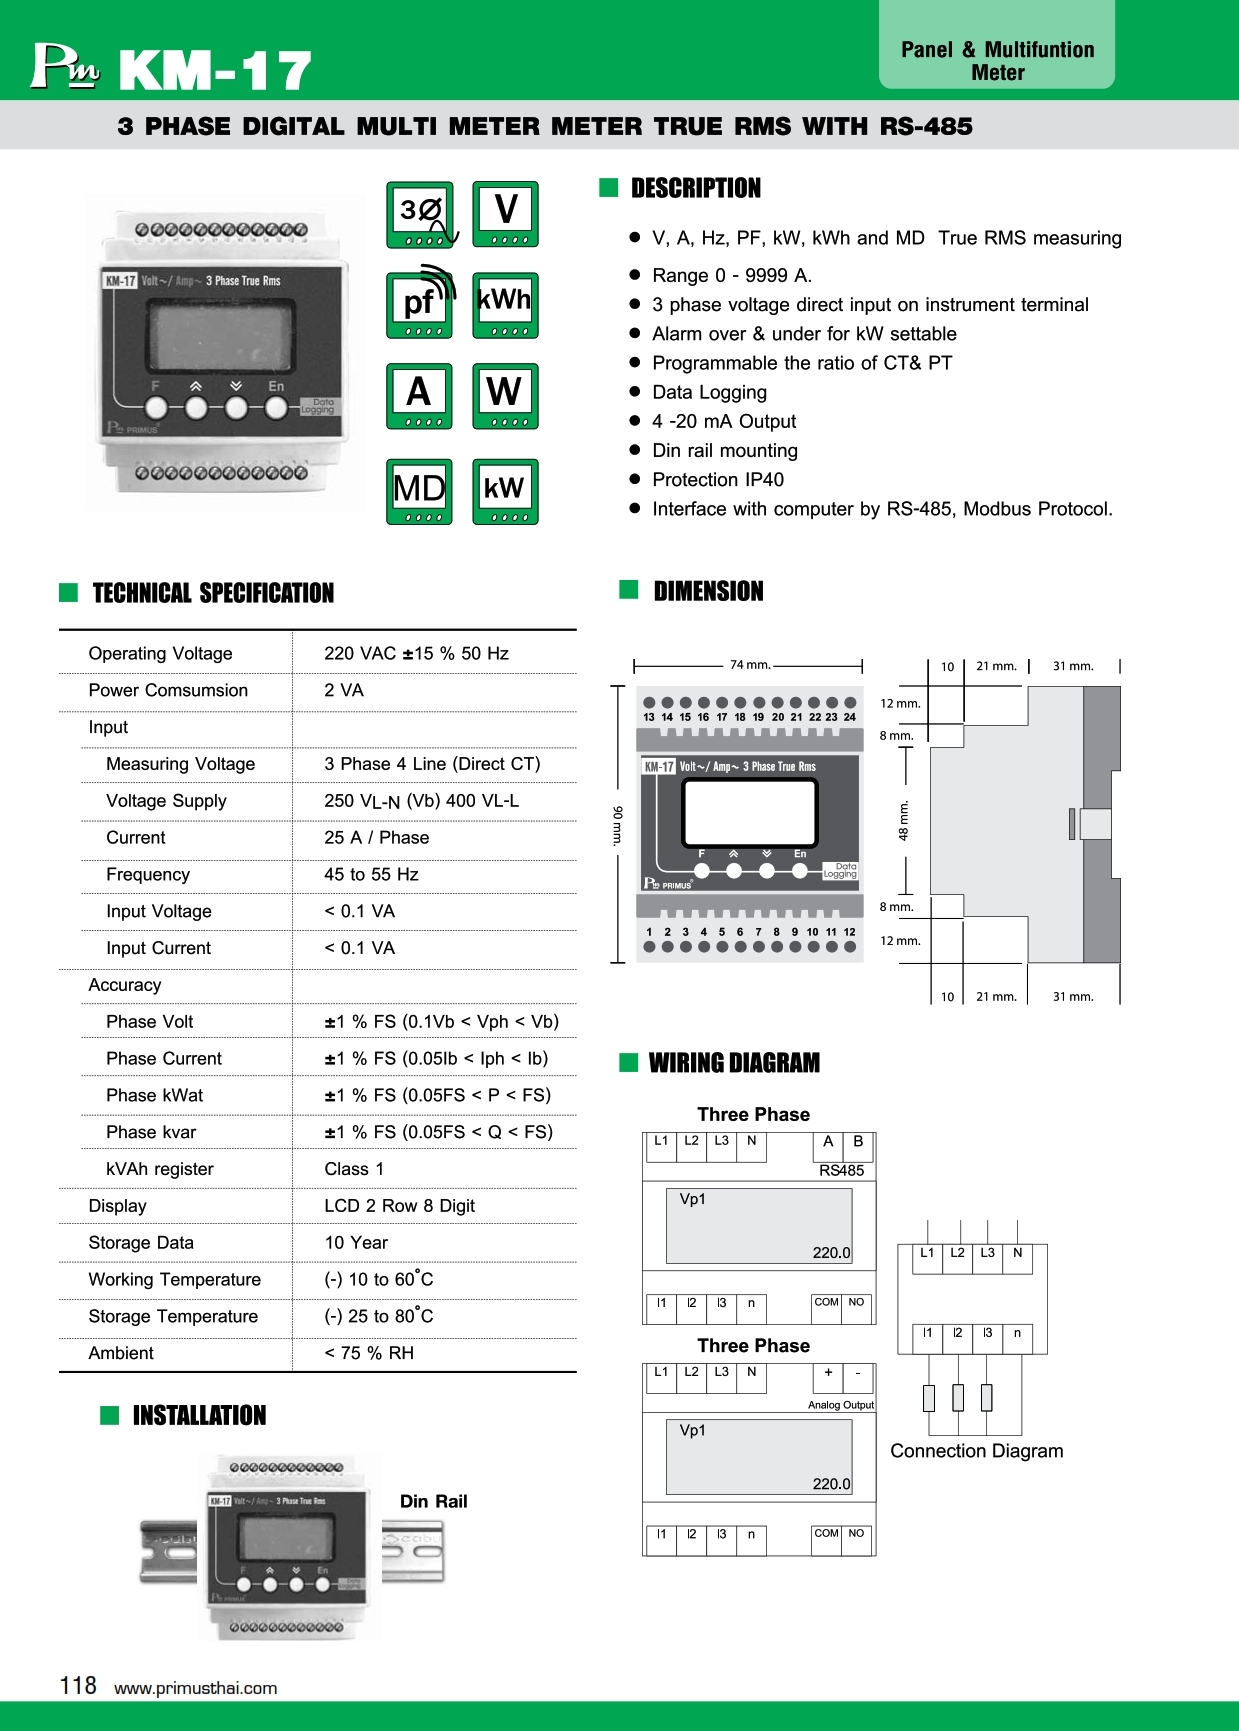 Panel & Multifuntion
Meter
Pm KM-17
3 PHASE DIGITAL MULTI METER METER TRUE RMS WITH RS-485
KM-17 Volt~/ Amp~ 3 Phase True Rms
F En
Data
Logging
Pm PRIMUS
3Ø V
pf kWh
A W
MD kW
DESCRIPTION
● V, A, Hz, PF, kW, kWh and MD True RMS measuring
● Range 0 - 9999 A.
● 3 phase voltage direct input on instrument terminal
● Alarm over & under for kW settable
● Programmable the ratio of CT& PT
● Data Logging
● 4 -20 mA Output
● Din rail mounting
● Protection IP40
● Interface with computer by RS-485, Modbus Protocol.
TECHNICAL SPECIFICATION
Operating Voltage 220 VAC ±15 % 50 Hz
Power Comsumsion 2 VA
Input
Measuring Voltage 3 Phase 4 Line (Direct CT)
Voltage Supply 250 VL-N (Vb) 400 VL-L
Current 25 A / Phase
Frequency 45 to 55 Hz
Input Voltage < 0.1 VA
Input Current < 0.1 VA
Accuracy
Phase Volt ±1 % FS (0.1Vb < Vph < Vb)
Phase Current ±1 % FS (0.05Ib < Iph < Ib)
Phase kWat ±1 % FS (0.05FS < P < FS)
Phase kvar ±1 % FS (0.05FS < Q < FS)
kVAh register Class 1
Display LCD 2 Row 8 Digit
Storage Data 10 Year
Working Temperature (-) 10 to 60˚C
Storage Temperature (-) 25 to 80˚C
Ambient < 75 % RH
INSTALLATION
KM-17 Volt~/ Amp~ 3 Phase True Rms
F En
Data
Logging
Pm PRIMUS
Din Rail
DIMENSION
74 mm.
90 mm.
13 14 15 16 17 18 19 20 21 22 23 24
KM-17 Volt~/ Amp~ 3 Phase True Rms
F En
Data
Logging
Pm PRIMUS®
1 2 3 4 5 6 7 8 9 10 11 12
10 21 mm. 31 mm.
12 mm.
8 mm.
48 mm.
8 mm.
12 mm.
10 21 mm. 31 mm.
WIRING DIAGRAM
Three Phase
L1 L2 L3 N A B
RS485
Vp1
220.0
I1 I2 I3 n COM NO
Three Phase
L1 L2 L3 N + -
Analog Output
Vp1
220.0
I1 I2 I3 n COM NO
L1 L2 L3 N
I1 I2 I3 n
Connection Diagram
118 www.primusthai.com